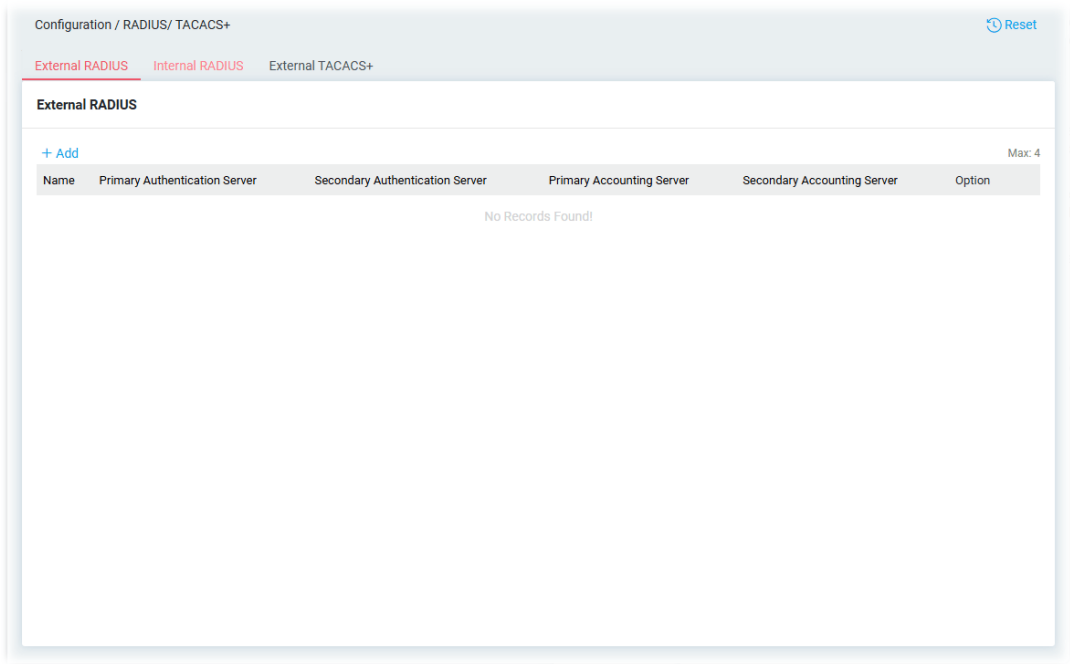 Configuration / RADIUS/ TACACS+ Reset
External RADIUS Internal RADIUS External TACACS+
External RADIUS
+ Add Max: 4
Name Primary Authentication Server Secondary Authentication Server Primary Accounting Server Secondary Accounting Server Option
No Records Found!